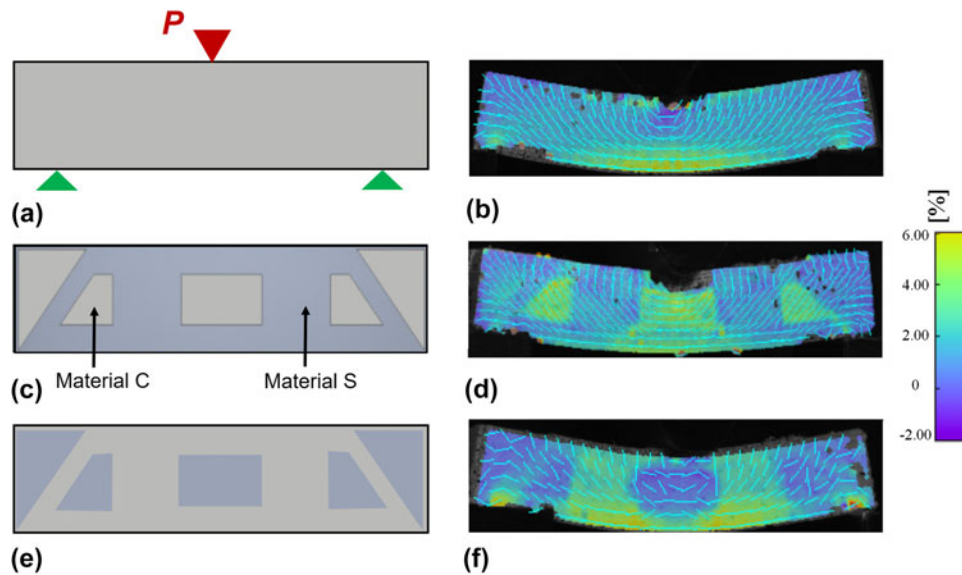 P
(a)
(b)
(c)
Material C
Material S
(d)
(e)
(f)
[%]
6.00
4.00
2.00
0
-2.00